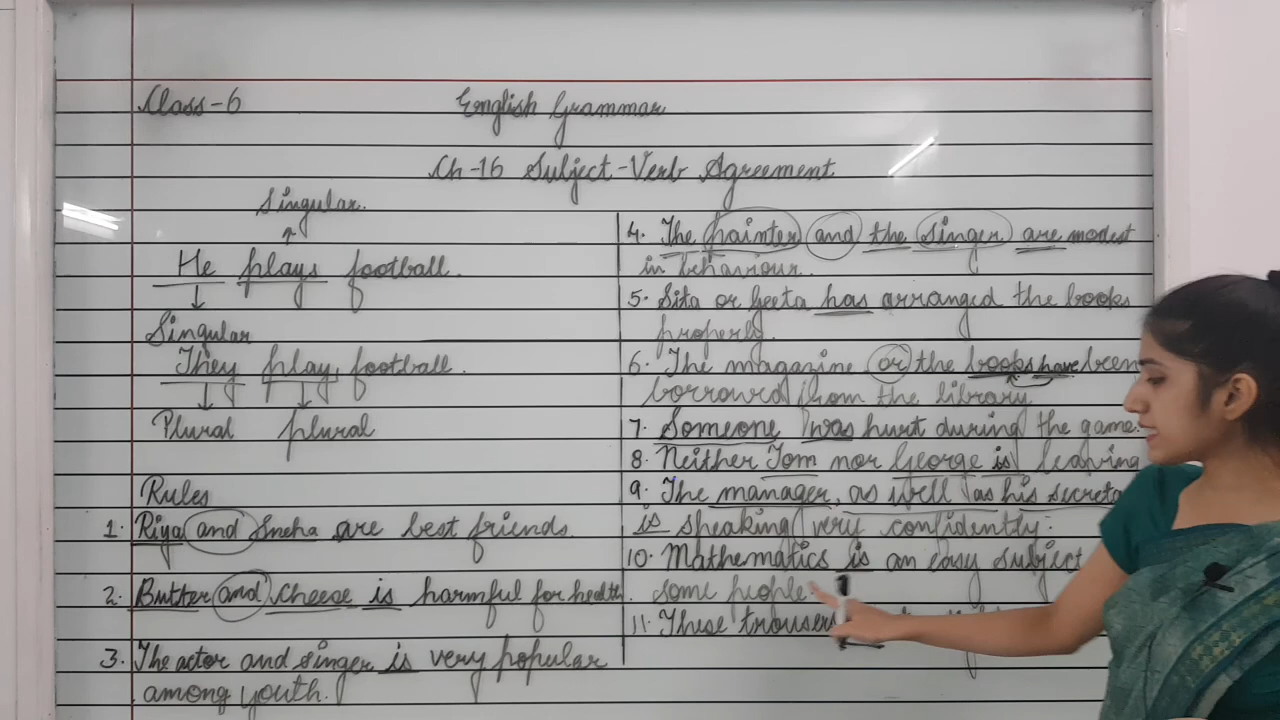 Class-6
English Grammar
Ch-16 Subject-Verb Agreement
Singular.
He plays football.
Singular
They play football.
Plural plural
Rules
1. Riya and Sneha are best friends.
2. Butter and cheese is harmful for health.
3. The actor and singer is very popular
among youth.
4. The painter and the singer are modest
in behaviour.
5. Sita or Geeta has arranged the books
properly.
6. The magazine or the books have been
borrowed from the library
7. Someone was hurt during the game.
8. Neither Tom nor George is leaving
9. The manager, as well as his
is speaking very confidently.
10. Mathematics is an easy subject
some people
11. These trousers